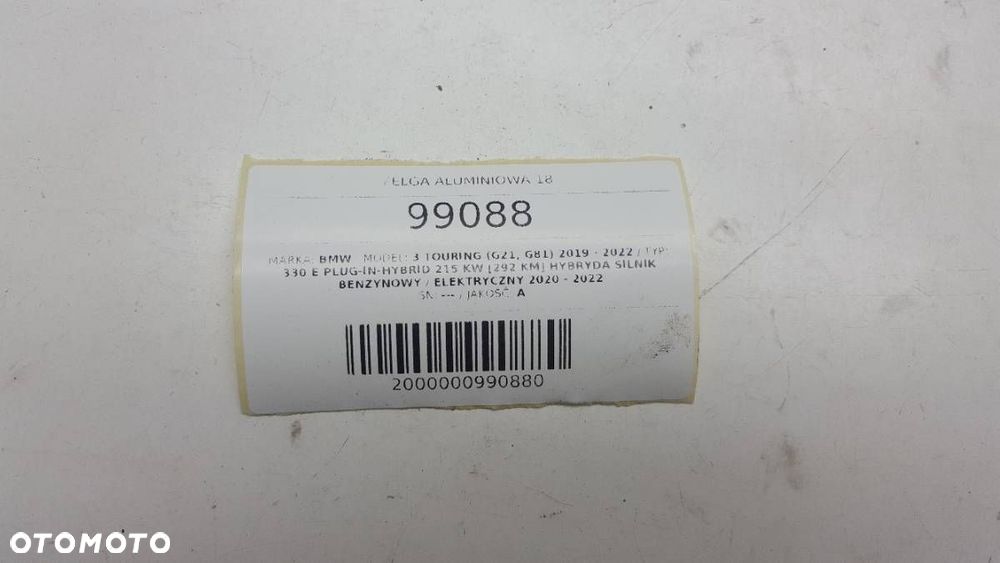 FELGA ALUMINIOWA 18
99088
MARKA: BMW MODEL: 3 TOURING (G21, G81) 2019 - 2022 / TYP:
330 E PLUG-IN-HYBRID 215 KW [292 KM] HYBRYDA SILNIK
BENZYNOWY / ELEKTRYCZNY 2020 - 2022
SN: --- / JAKOŚĆ: A
2000000990880
OTOMOTO